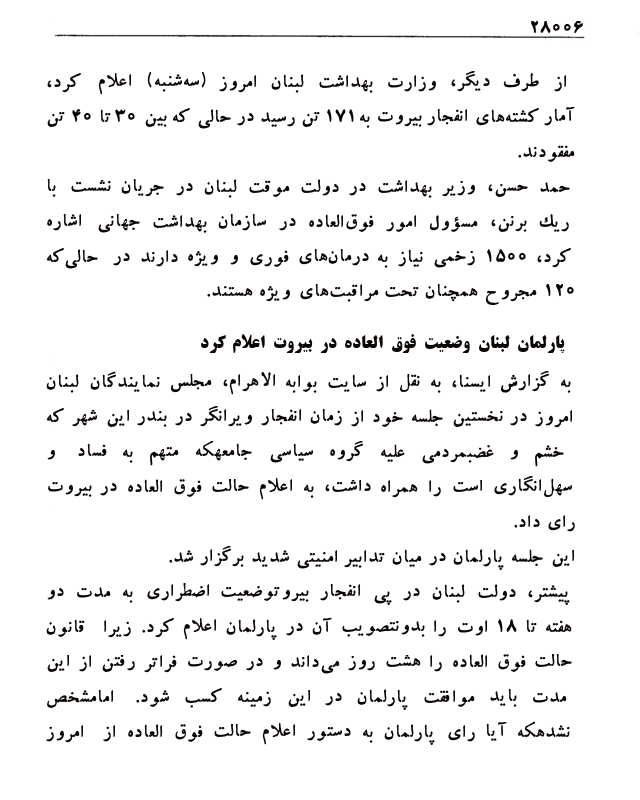 ۲۸۰۰۶
از طرف دیگر، وزارت بهداشت لبنان امروز (سه‌شنبه) اعلام کرد،
آمار کشته‌های انفجار بیروت به ۱۷۱ تن رسید در حالی که بین ۳۰ تا ۴۰ تن
مفقودند.
حمد حسن، وزیر بهداشت در دولت موقت لبنان در جریان نشست با
ریك برنن، مسؤول امور فوق‌العاده در سازمان بهداشت جهانی اشاره
کرد، ۱۵۰۰ زخمی نیاز به درمان‌های فوری و ویژه دارند در حالی‌که
۱۲۰ مجروح همچنان تحت مراقبت‌های ویژه هستند.
پارلمان لبنان وضعیت فوق العاده در بیروت اعلام کرد
به گزارش ایسنا، به نقل از سایت بوابه الاهرام، مجلس نمایندگان لبنان
امروز در نخستین جلسه خود از زمان انفجار ویرانگر در بندر این شهر که
خشم و غضبمردمی علیه گروه سیاسی جامعهکه متهم به فساد و
سهل‌انگاری است را همراه داشت، به اعلام حالت فوق العاده در بیروت
رای داد.
این جلسه پارلمان در میان تدابیر امنیتی شدید برگزار شد.
پیشتر، دولت لبنان در پی انفجار بیروتوضعیت اضطراری به مدت دو
هفته تا ۱۸ اوت را بدونتصویب آن در پارلمان اعلام کرد. زیرا قانون
حالت فوق العاده را هشت روز می‌داند و در صورت فراتر رفتن از این
مدت باید موافقت پارلمان در این زمینه کسب شود. امامشخص
نشدهکه آیا رای پارلمان به دستور اعلام حالت فوق العاده از امروز